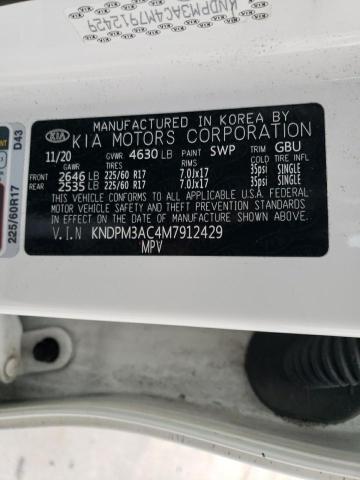 KNDPM3AC4M7912429
D43
225/60R17
KIA
MANUFACTURED IN KOREA BY
KIA MOTORS CORPORATION
11/20 GVWR 4630 LB PAINT SWP TRIM GBU
GAWR TIRES RIMS COLD TIRE INFL
FRONT 2646 LB 225/60 R17 7.0Jx17 35psi SINGLE
REAR 2535 LB 225/60 R17 7.0Jx17 35psi SINGLE
THIS VEHICLE CONFORMS TO ALL APPLICABLE U.S.A. FEDERAL
MOTOR VEHICLE SAFETY AND THEFT PREVENTION STANDARDS
IN EFFECT ON THE DATE OF MANUFACTURE SHOWN ABOVE.
V.I.N KNDPM3AC4M7912429
MPV